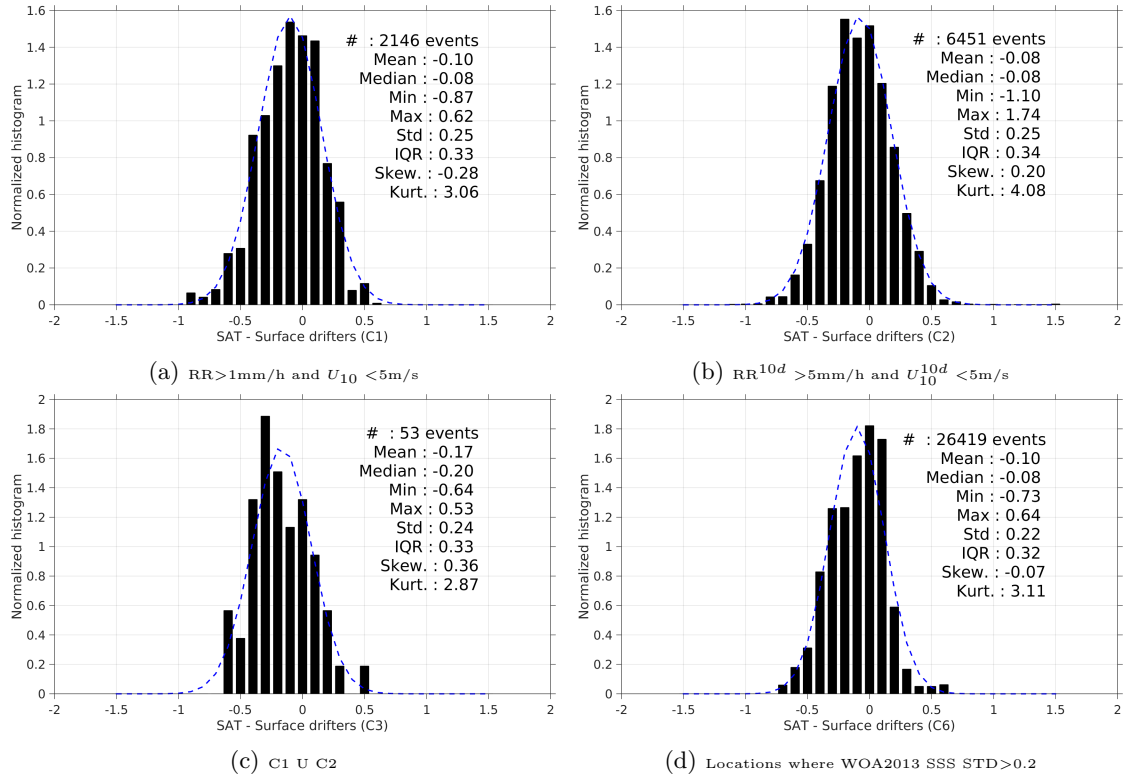 1.6
1.4
1.2
1
0.8
0.6
0.4
0.2
0
Normalized histogram
# : 2146 events
Mean : -0.10
Median : -0.08
Min : -0.87
Max : 0.62
Std : 0.25
IQR : 0.33
Skew. : -0.28
Kurt. : 3.06
-2 -1.5 -1 -0.5 0 0.5 1 1.5 2
SAT - Surface drifters (C1)
(a) RR>1mm/h and U10 <5m/s
1.6
1.4
1.2
1
0.8
0.6
0.4
0.2
0
Normalized histogram
# : 6451 events
Mean : -0.08
Median : -0.08
Min : -1.10
Max : 1.74
Std : 0.25
IQR : 0.34
Skew. : 0.20
Kurt. : 4.08
-2 -1.5 -1 -0.5 0 0.5 1 1.5 2
SAT - Surface drifters (C2)
(b) RR^10d >5mm/h and U10^10d <5m/s
2
1.8
1.6
1.4
1.2
1
0.8
0.6
0.4
0.2
0
Normalized histogram
# : 53 events
Mean : -0.17
Median : -0.20
Min : -0.64
Max : 0.53
Std : 0.24
IQR : 0.33
Skew. : 0.36
Kurt. : 2.87
-2 -1.5 -1 -0.5 0 0.5 1 1.5 2
SAT - Surface drifters (C3)
(c) C1 U C2
2
1.8
1.6
1.4
1.2
1
0.8
0.6
0.4
0.2
0
Normalized histogram
# : 26419 events
Mean : -0.10
Median : -0.08
Min : -0.73
Max : 0.64
Std : 0.22
IQR : 0.32
Skew. : -0.07
Kurt. : 3.11
-2 -1.5 -1 -0.5 0 0.5 1 1.5 2
SAT - Surface drifters (C6)
(d) Locations where WOA2013 SSS STD>0.2